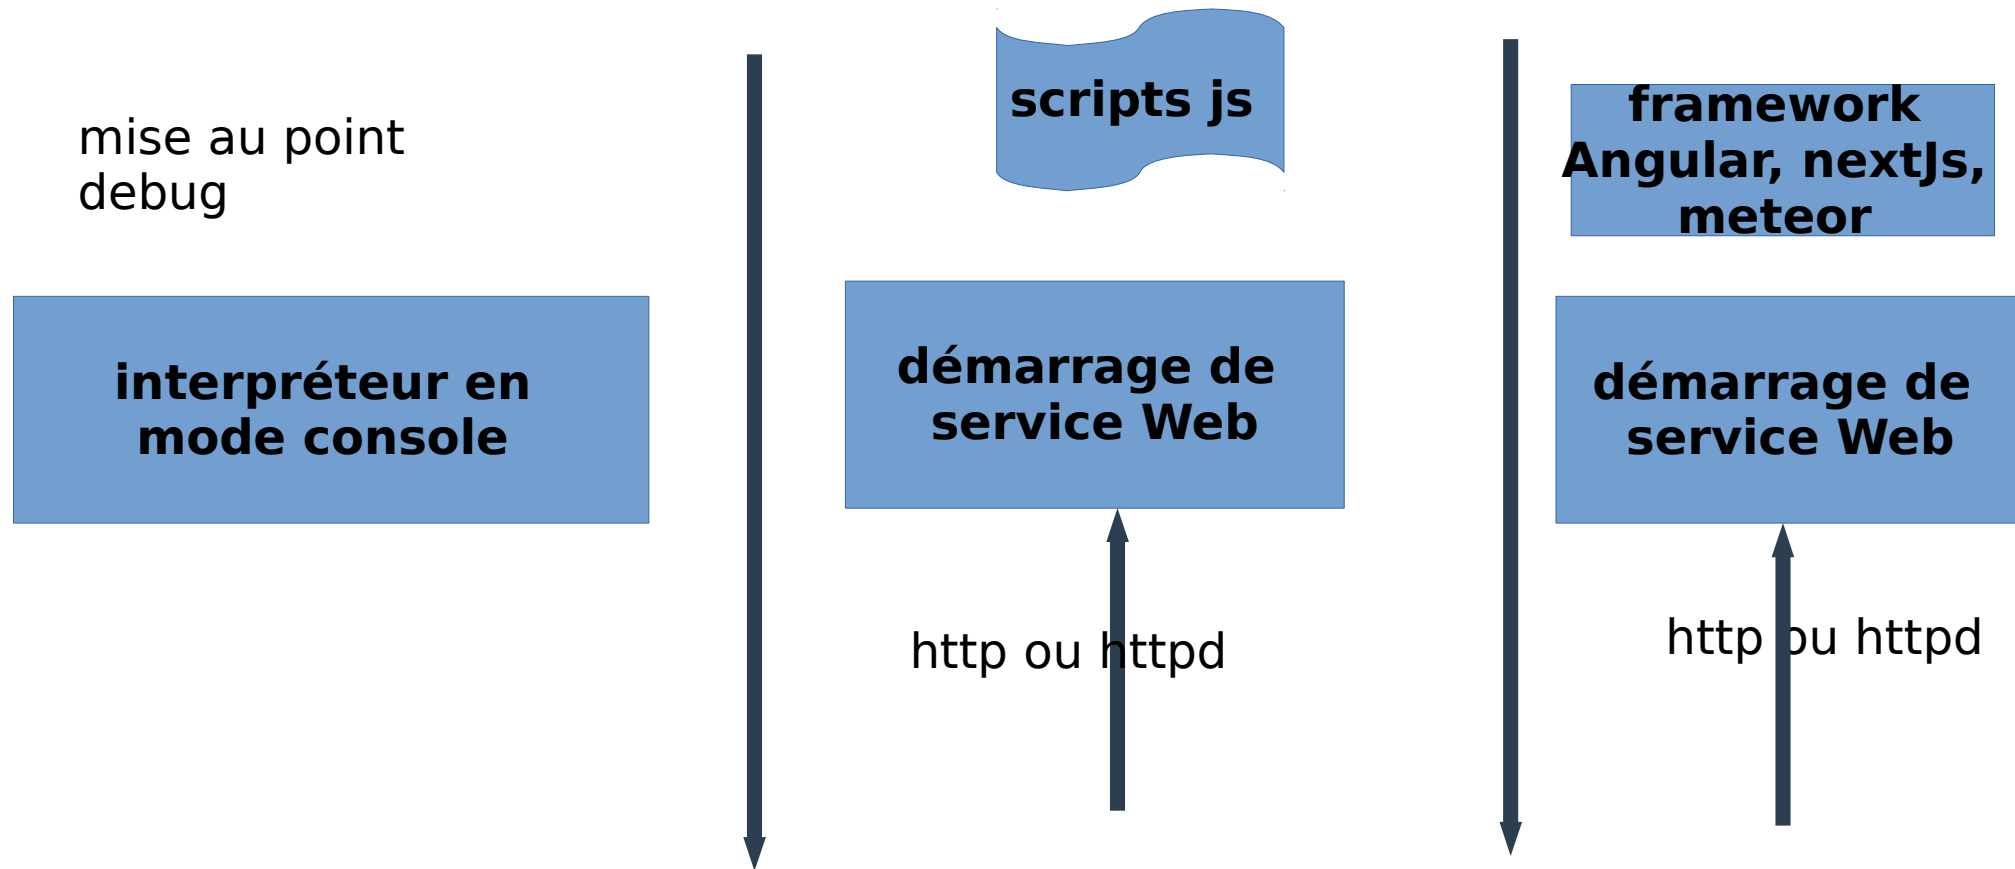 mise au point
debug
interpréteur en
mode console
scripts js
démarrage de
service Web
http ou httpd
framework
Angular, nextJs,
meteor
démarrage de
service Web
http ou httpd